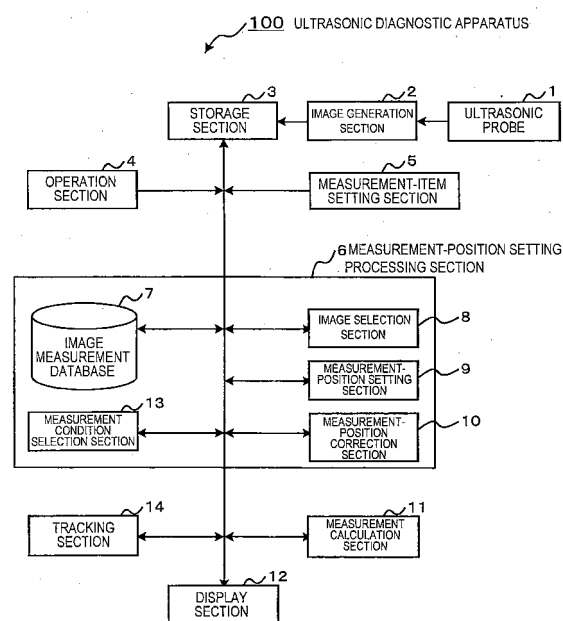 100 ULTRASONIC DIAGNOSTIC APPARATUS
3
2
1
STORAGE
SECTION
IMAGE GENERATION
SECTION
ULTRASONIC
PROBE
4
5
OPERATION
SECTION
MEASUREMENT-ITEM
SETTING SECTION
6 MEASUREMENT-POSITION SETTING
PROCESSING SECTION
7
IMAGE
MEASUREMENT
DATABASE
IMAGE SELECTION
SECTION
8
MEASUREMENT-
POSITION SETTING
SECTION
9
13
MEASUREMENT
CONDITION
SELECTION SECTION
MEASUREMENT-
POSITION
CORRECTION
SECTION
10
14
TRACKING
SECTION
11
MEASUREMENT
CALCULATION
SECTION
12
DISPLAY
SECTION